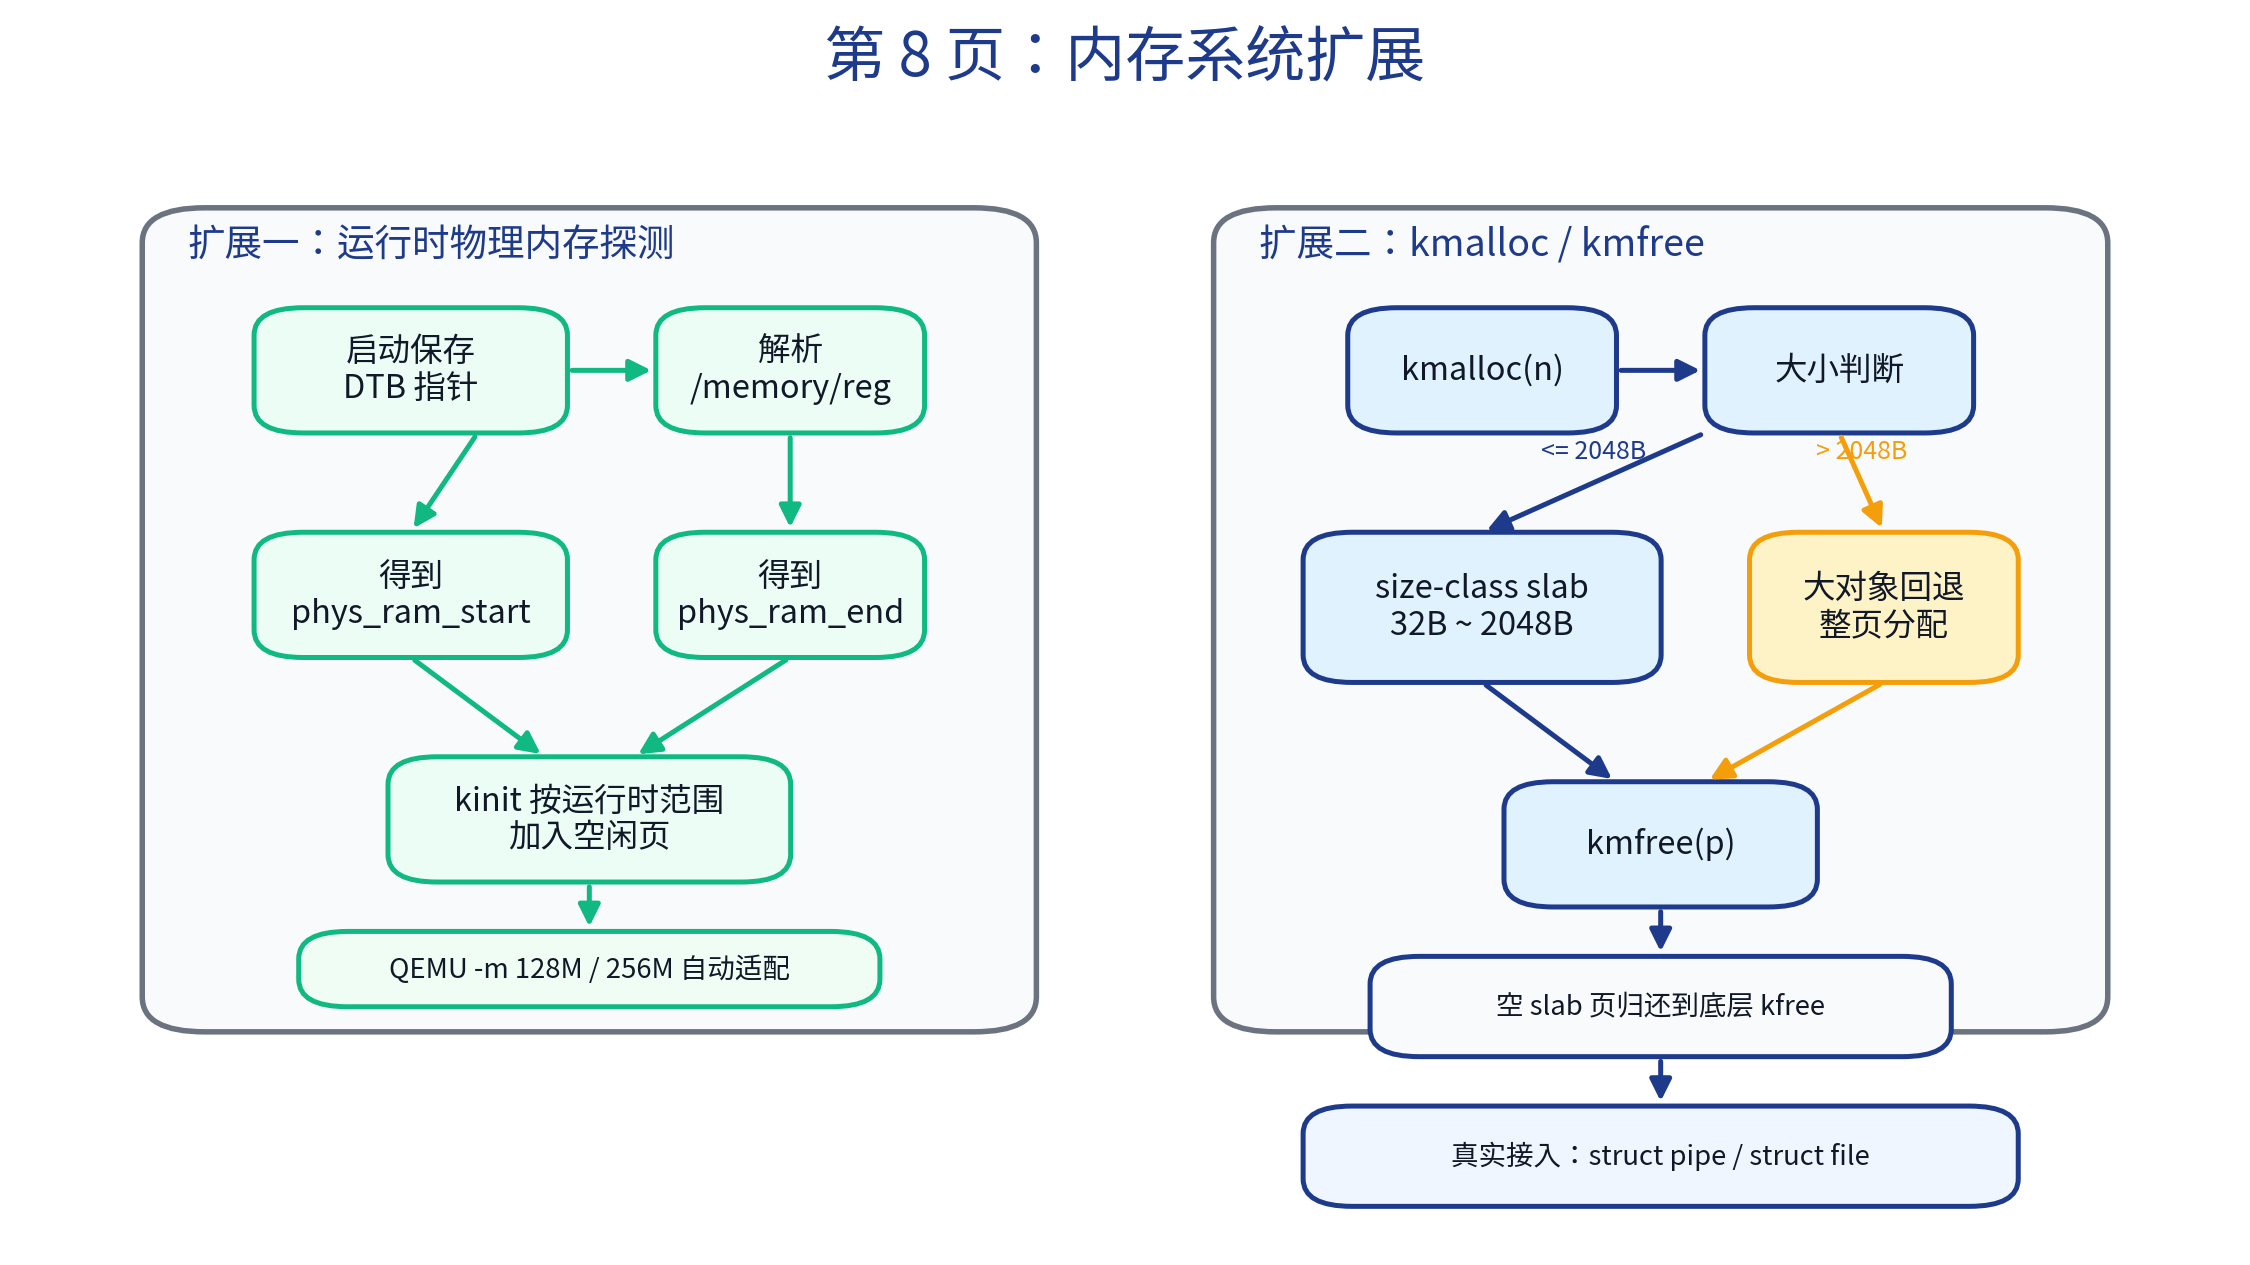 第 8 页：内存系统扩展
扩展一：运行时物理内存探测
启动保存
DTB 指针
解析
/memory/reg
得到
phys_ram_start
得到
phys_ram_end
kinit 按运行时范围
加入空闲页
QEMU -m 128M / 256M 自动适配
扩展二：kmalloc / kmfree
kmalloc(n)
大小判断
<= 2048B
> 2048B
size-class slab
32B ~ 2048B
大对象回退
整页分配
kmfree(p)
空 slab 页归还到底层 kfree
真实接入：struct pipe / struct file